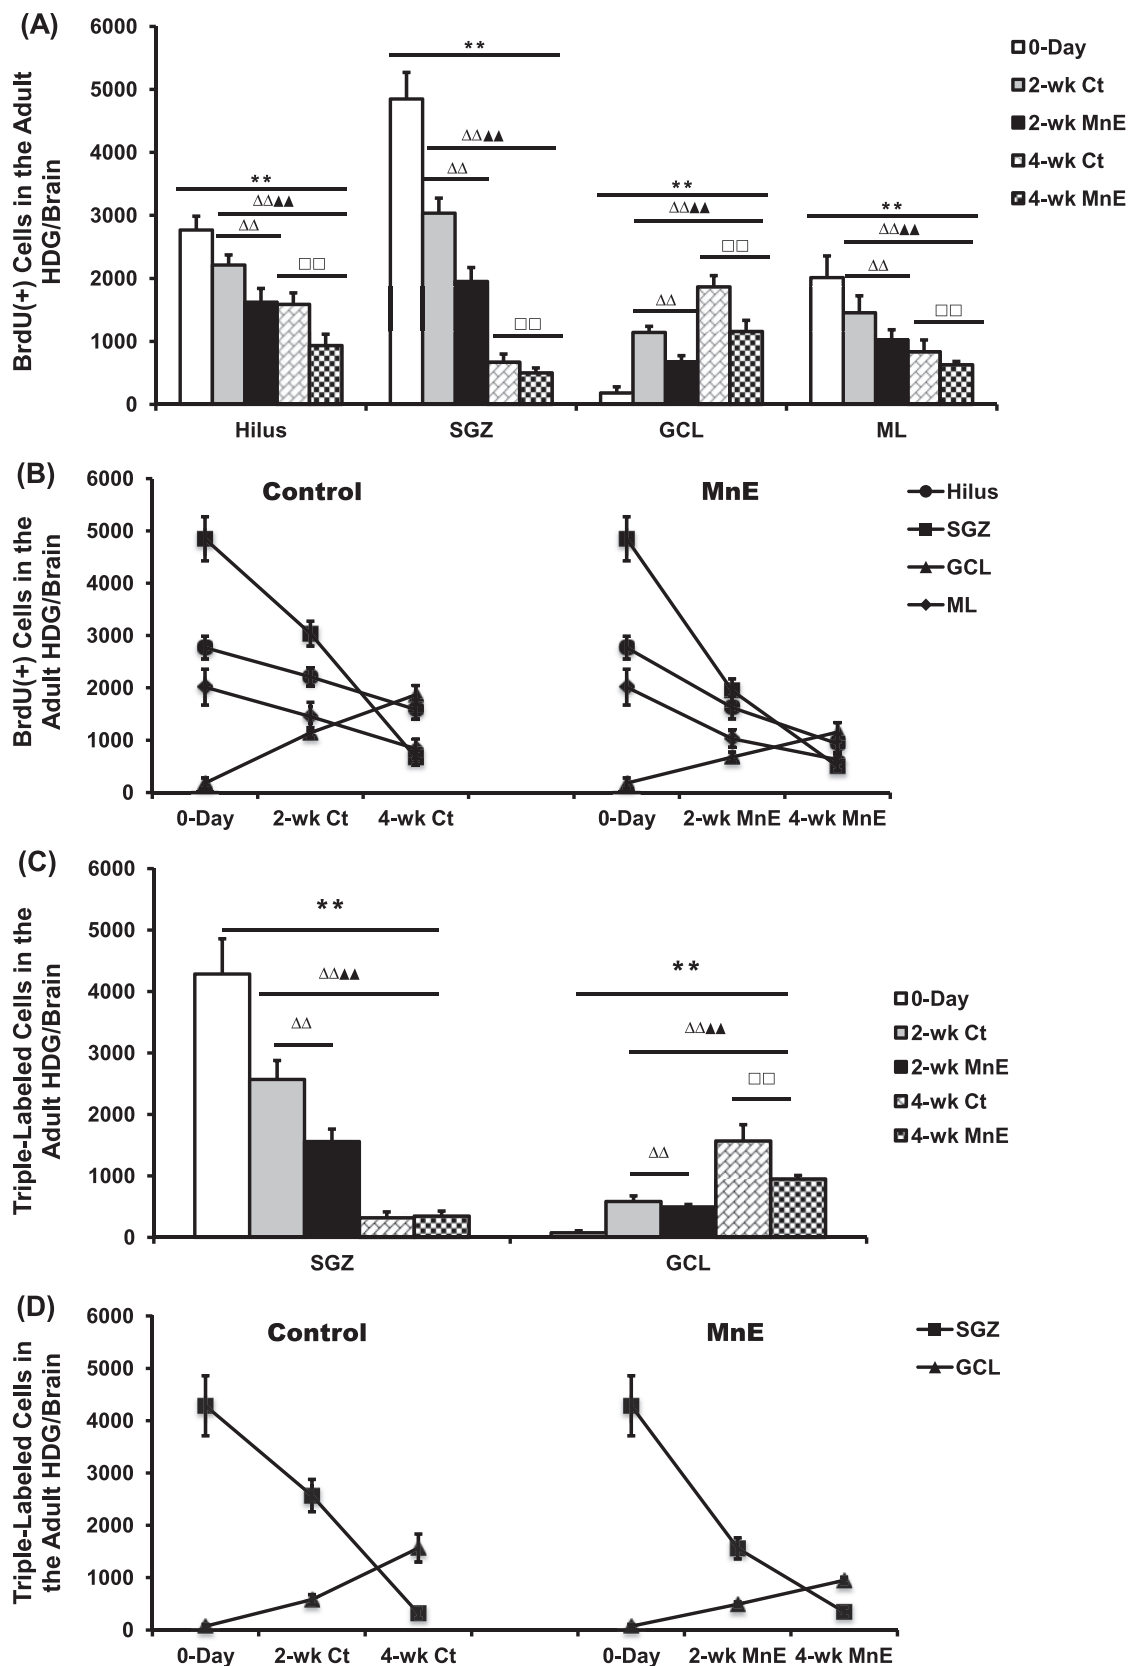 (A)
BrdU(+) Cells in the Adult
HDG/Brain
6000
5000
4000
3000
2000
1000
0
**
ΔΔ▲▲
ΔΔ
□□
**
ΔΔ▲▲
ΔΔ
□□
**
ΔΔ▲▲
□□
ΔΔ
**
ΔΔ▲▲
ΔΔ
□□
Hilus
SGZ
GCL
ML
0-Day
2-wk Ct
2-wk MnE
4-wk Ct
4-wk MnE
(B)
BrdU(+) Cells in the
Adult HDG/Brain
6000
5000
4000
3000
2000
1000
0
Control
MnE
0-Day
2-wk Ct
4-wk Ct
0-Day
2-wk MnE
4-wk MnE
Hilus
SGZ
GCL
ML
(C)
Triple-Labeled Cells in the
Adult HDG/Brain
6000
5000
4000
3000
2000
1000
0
**
ΔΔ▲▲
ΔΔ
**
ΔΔ▲▲
□□
ΔΔ
SGZ
GCL
0-Day
2-wk Ct
2-wk MnE
4-wk Ct
4-wk MnE
(D)
Triple-Labeled Cells in
the Adult HDG/Brain
6000
5000
4000
3000
2000
1000
0
Control
MnE
0-Day
2-wk Ct
4-wk Ct
0-Day
2-wk MnE
4-wk MnE
SGZ
GCL